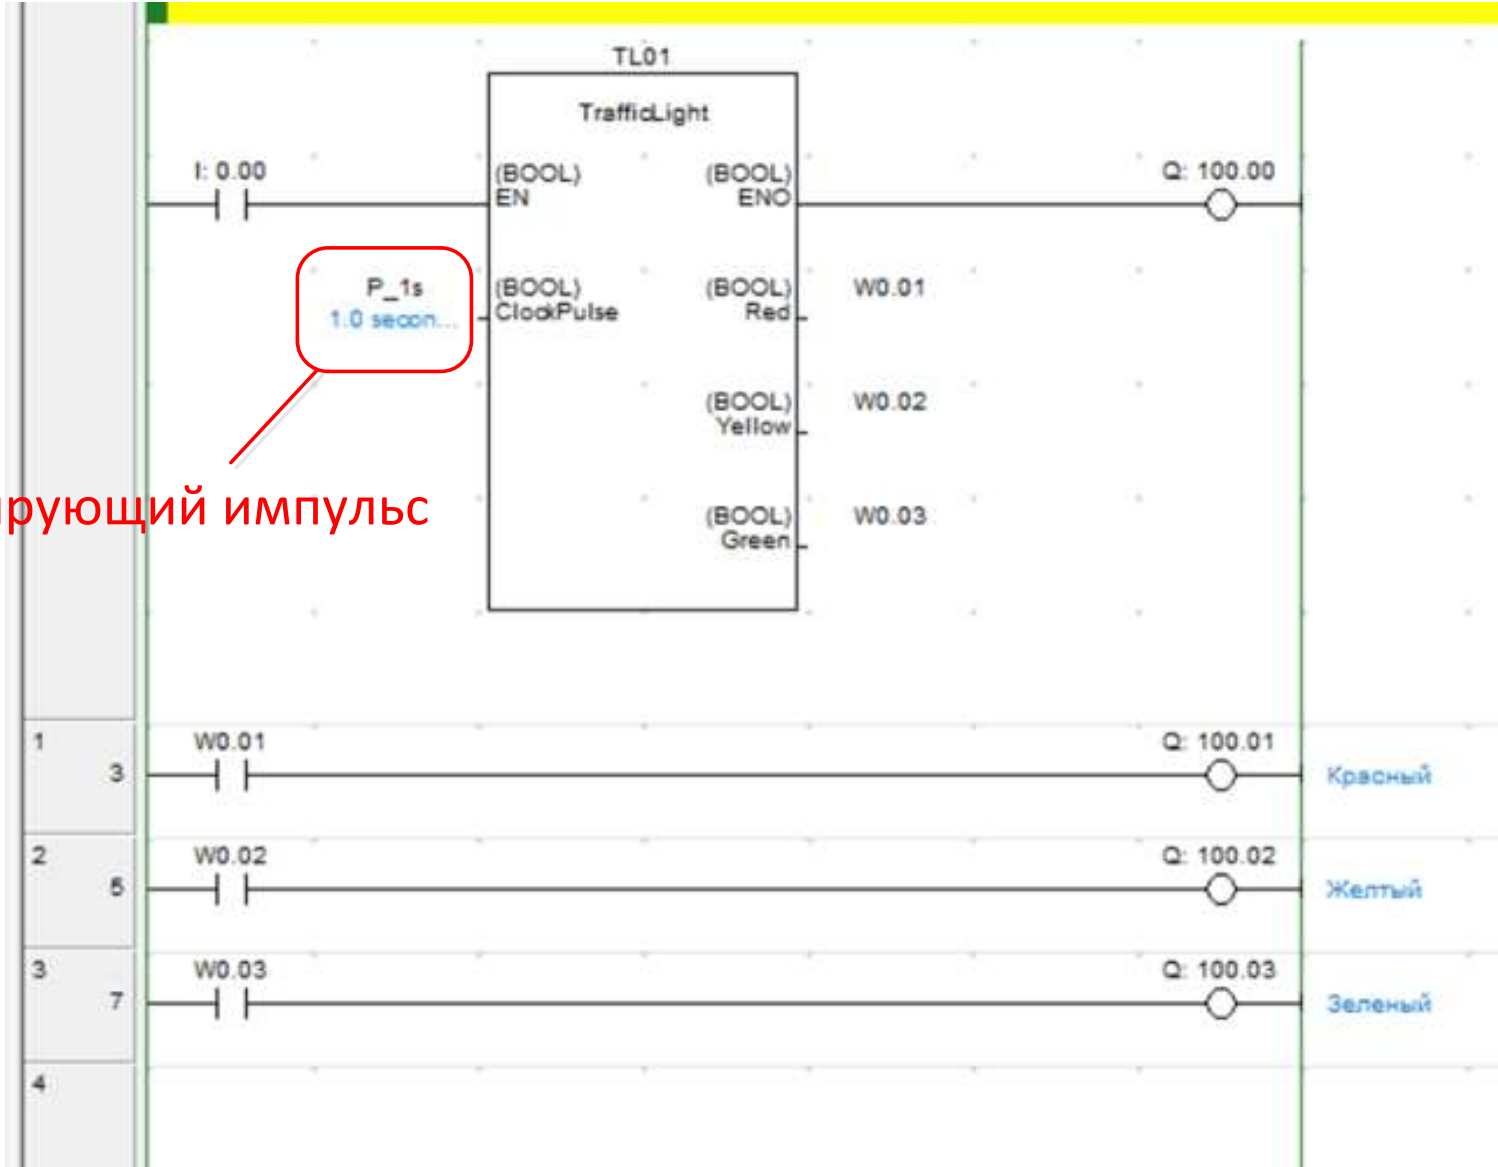 TL01
TrafficLight
I: 0.00
(BOOL)
EN
(BOOL)
ENO
Q: 100.00
P_1s
1.0 secon...
(BOOL)
ClockPulse
(BOOL)
Red
W0.01
(BOOL)
Yellow
W0.02
импульс
(BOOL)
Green
W0.03
1
3
W0.01
Q: 100.01
Красный
2
5
W0.02
Q: 100.02
Желтый
3
7
W0.03
Q: 100.03
Зеленый
4